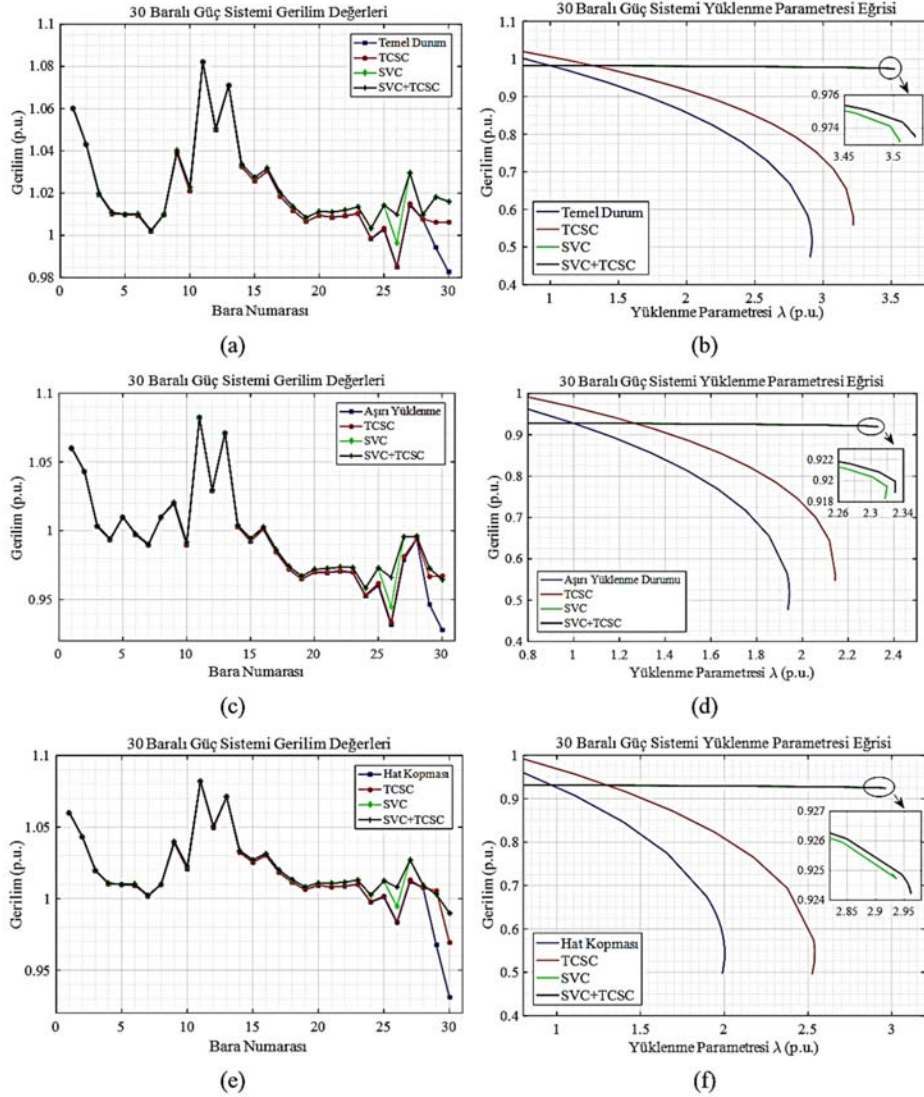 30 Baralı Güç Sistemi Gerilim Değerleri
1.1
1.08
1.06
1.04
1.02
1
0.98
Gerilim (p.u.)
Temel Durum
TCSC
SVC
SVC+TCSC
0
5
10
15
20
25
30
Bara Numarası
(a)
30 Baralı Güç Sistemi Yüklenme Parametresi Eğrisi
1.1
1
0.9
0.8
0.7
0.6
0.5
0.4
Gerilim (p.u.)
0.976
0.974
3.45
3.5
Temel Durum
TCSC
SVC
SVC+TCSC
1
1.5
2
2.5
3
3.5
Yüklenme Parametresi λ (p.u.)
(b)
30 Baralı Güç Sistemi Gerilim Değerleri
1.1
1.05
1
0.95
Gerilim (p.u.)
Aşırı Yüklenme
TCSC
SVC
SVC+TCSC
0
5
10
15
20
25
30
Bara Numarası
(c)
30 Baralı Güç Sistemi Yüklenme Parametresi Eğrisi
1
0.9
0.8
0.7
0.6
0.5
0.4
Gerilim (p.u.)
0.922
0.92
0.918
2.26
2.3
2.34
Aşırı Yüklenme Durumu
TCSC
SVC
SVC+TCSC
0.8
1
1.2
1.4
1.6
1.8
2
2.2
2.4
Yüklenme Parametresi λ (p.u.)
(d)
30 Baralı Güç Sistemi Gerilim Değerleri
1.1
1.05
1
0.95
Gerilim (p.u.)
Hat Kopması
TCSC
SVC
SVC+TCSC
0
5
10
15
20
25
30
Bara Numarası
(e)
30 Baralı Güç Sistemi Yüklenme Parametresi Eğrisi
1
0.9
0.8
0.7
0.6
0.5
0.4
Gerilim (p.u.)
0.927
0.926
0.925
0.924
2.85
2.9
2.95
Hat Kopması
TCSC
SVC
SVC+TCSC
1
1.5
2
2.5
3
Yüklenme Parametresi λ (p.u.)
(f)